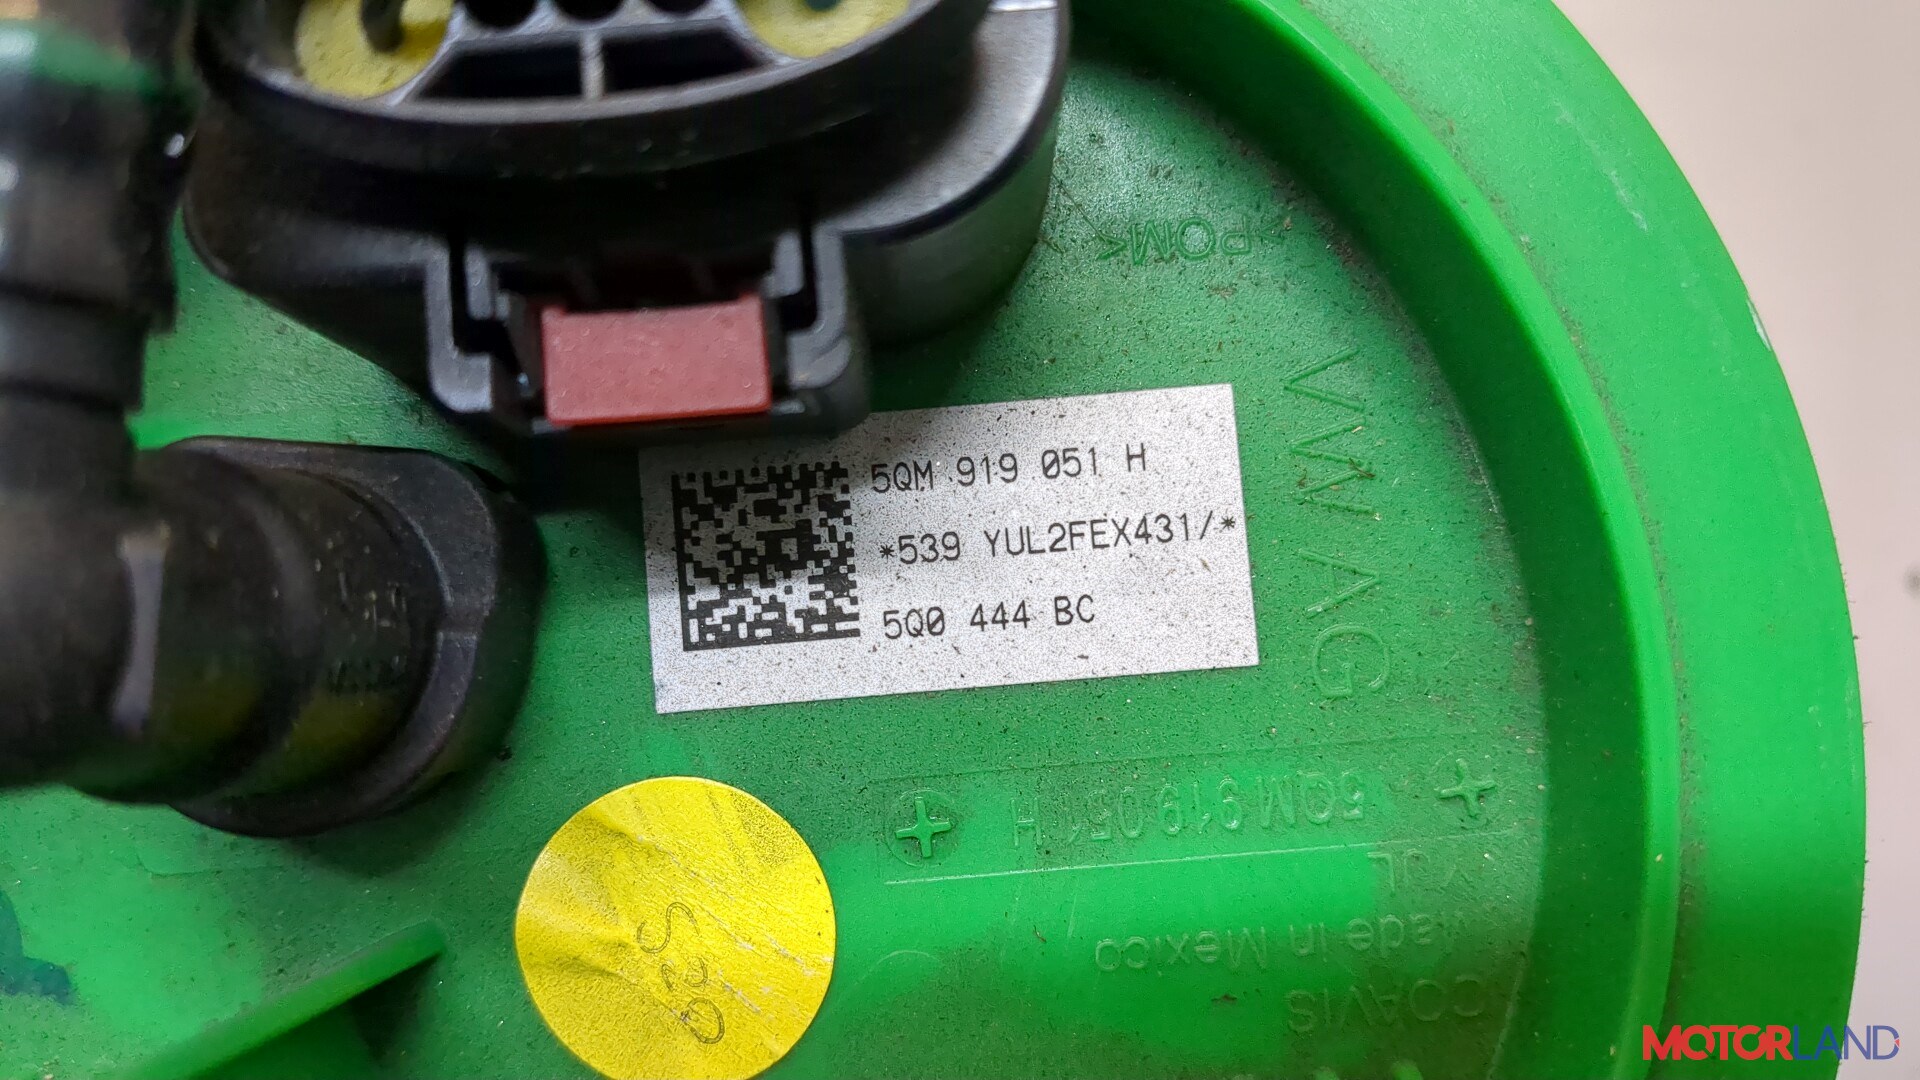 >POM<
VW AG
5QM 919 051 H
*539 YUL2FEX431/*
5Q0 444 BC
5QM 919 051 H
YUL
Made in Mexico
COAVIS
MOTORLAND